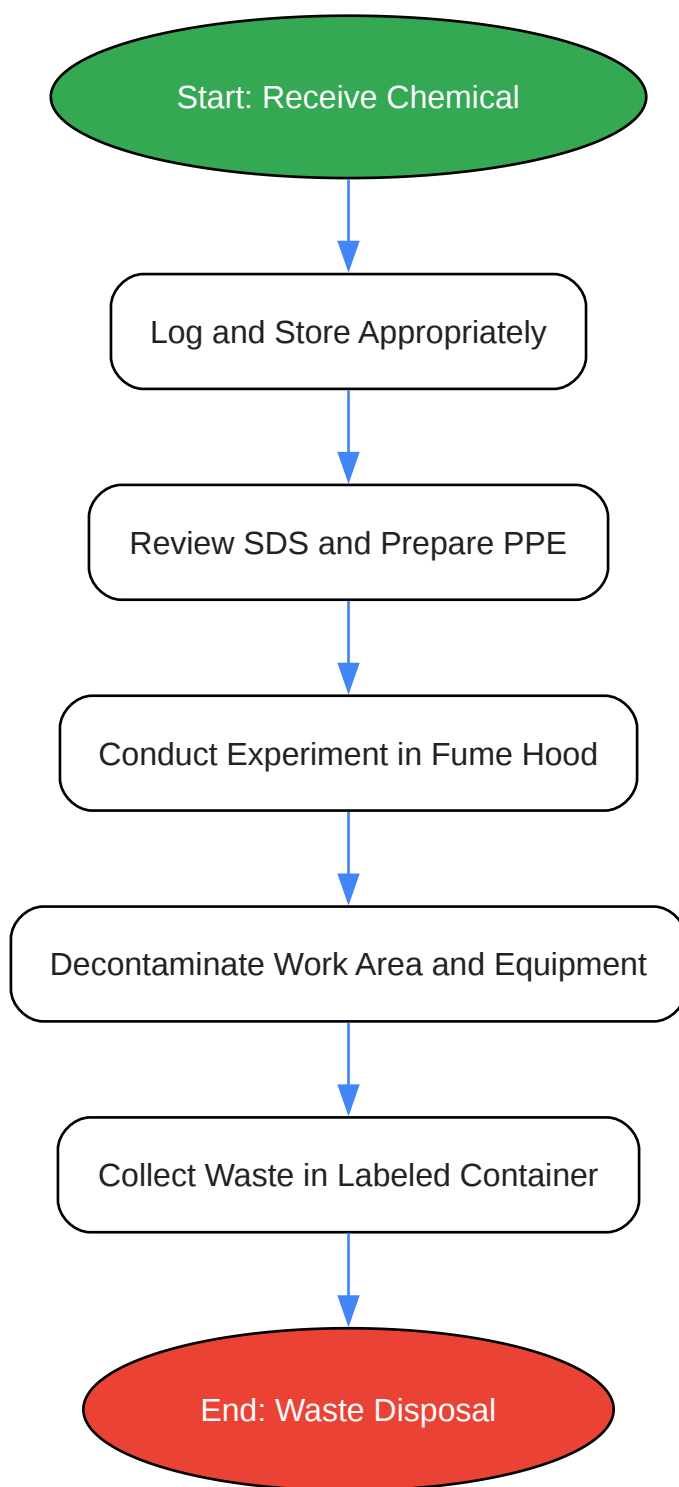 Start: Receive Chemical
Log and Store Appropriately
Review SDS and Prepare PPE
Conduct Experiment in Fume Hood
Decontaminate Work Area and Equipment
Collect Waste in Labeled Container
End: Waste Disposal